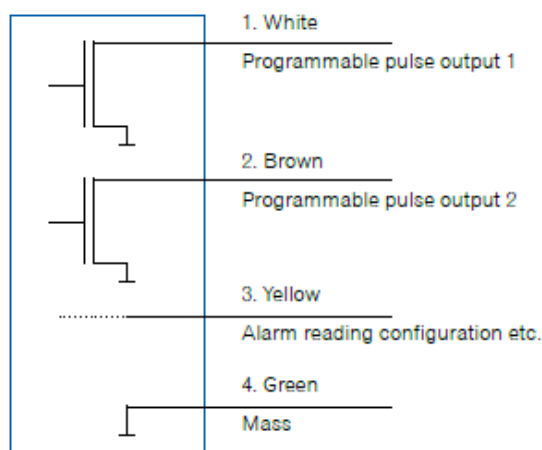 1. White
Programmable pulse output 1
2. Brown
Programmable pulse output 2
3. Yellow
Alarm reading configuration etc.
4. Green
Mass